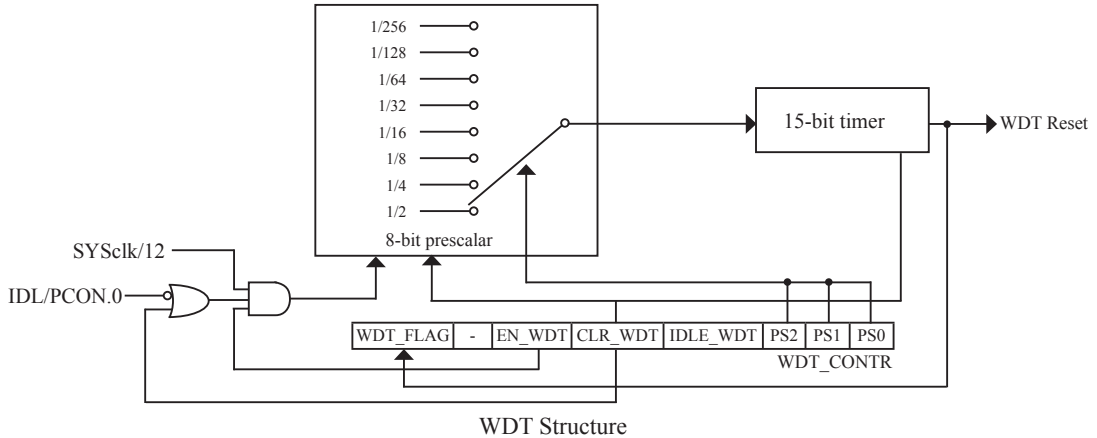 1/256
1/128
1/64
1/32
1/16
1/8
1/4
1/2
8-bit prescalar
15-bit timer
WDT Reset
SYSclk/12
IDL/PCON.0
WDT_FLAG - EN_WDT CLR_WDT IDLE_WDT PS2 PS1 PS0
WDT_CONTR
WDT Structure